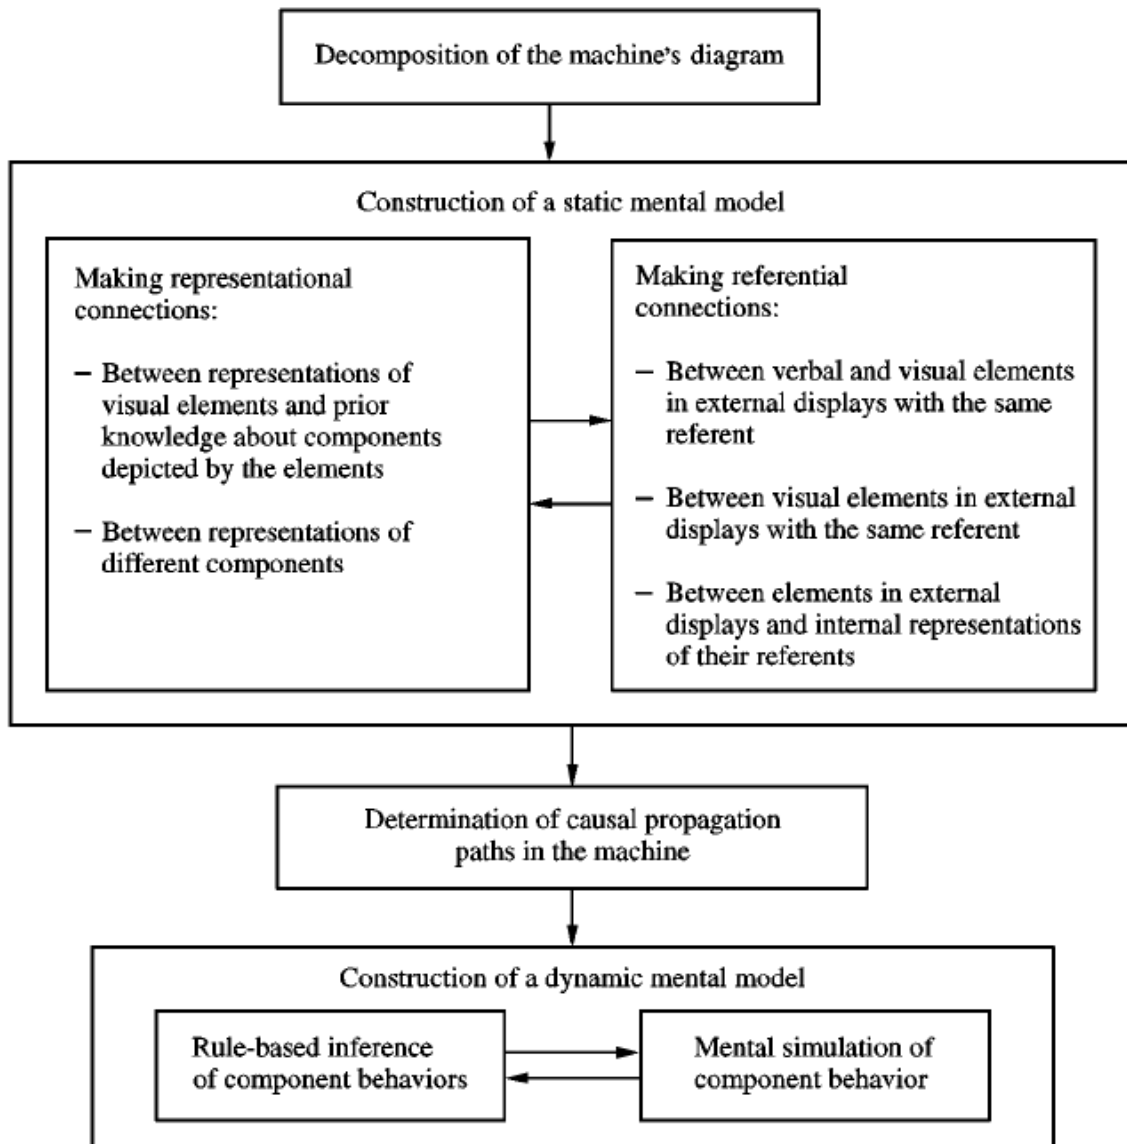 Decomposition of the machine's diagram
Construction of a static mental model
Making representational
connections:
– Between representations of
visual elements and prior
knowledge about components
depicted by the elements
– Between representations of
different components
Making referential
connections:
– Between verbal and visual elements
in external displays with the same
referent
– Between visual elements in external
displays with the same referent
– Between elements in external
displays and internal representations
of their referents
Determination of causal propagation
paths in the machine
Construction of a dynamic mental model
Rule-based inference
of component behaviors
Mental simulation of
component behavior